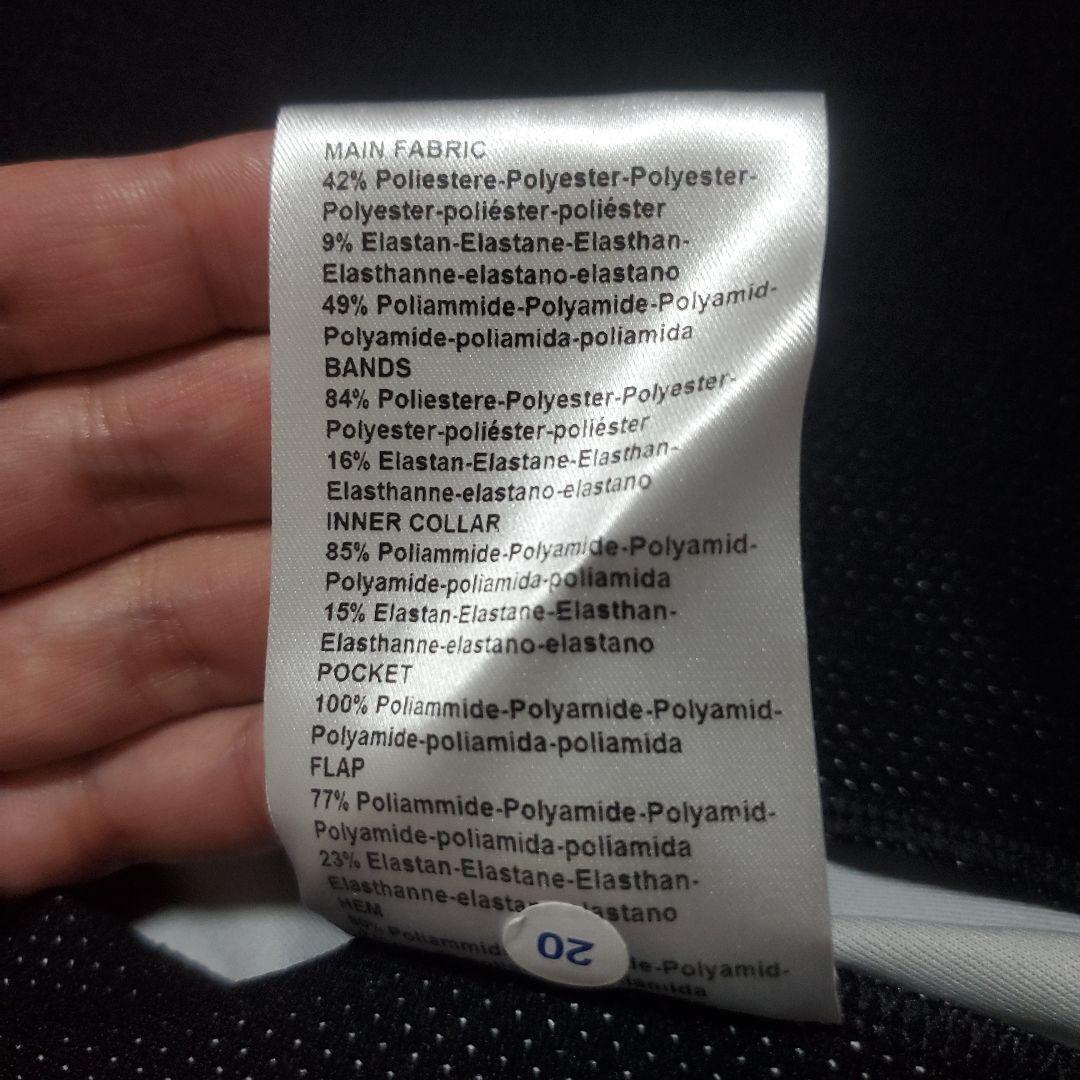 MAIN FABRIC
42% Poliestere-Polyester-Polyester-
Polyester-poliéster-poliéster
9% Elastan-Elastane-Elasthan-
Elasthanne-elastano-elastano
49% Poliammide-Polyamide-Polyamid-
Polyamide-poliamida-poliamida
BANDS
84% Poliestere-Polyester-Polyester-
Polyester-poliéster-poliéster
16% Elastan-Elastane-Elasthan-
Elasthanne-elastano-elastano
INNER COLLAR
85% Poliammide-Polyamide-Polyamid-
Polyamide-poliamida-poliamida
15% Elastan-Elastane-Elasthan-
Elasthanne-elastano-elastano
POCKET
100% Poliammide-Polyamide-Polyamid-
Polyamide-poliamida-poliamida
FLAP
77% Poliammide-Polyamide-Polyamid-
Polyamide-poliamida-poliamida
23% Elastan-Elastane-Elasthan-
Elasthanne-elasta lastano
HEM
Poliammid de-Polyamid-
20